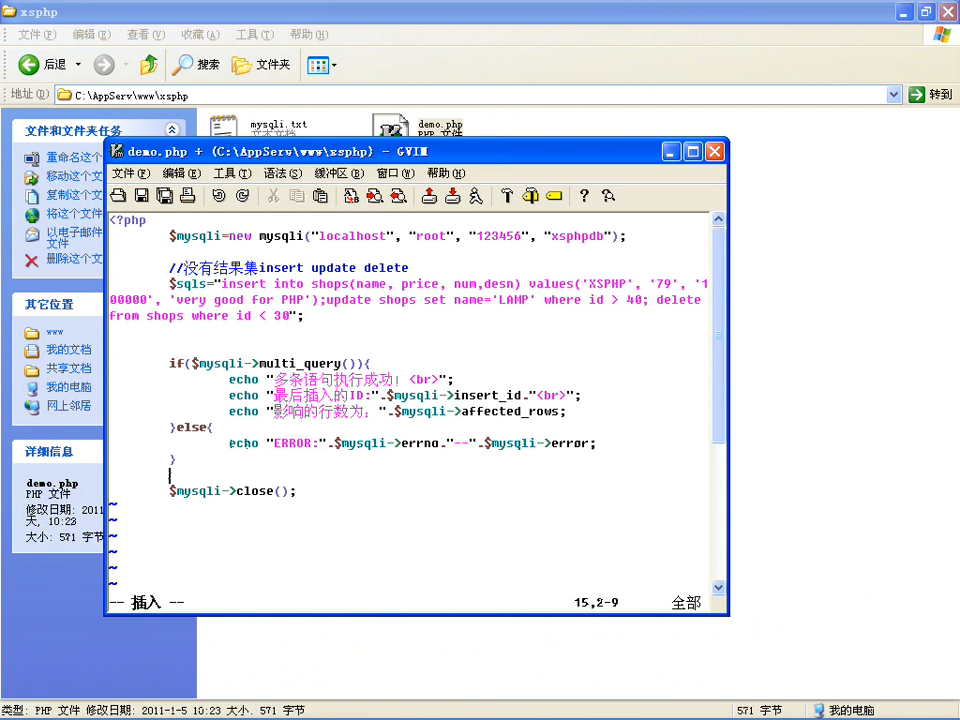 xsphp
文件(F) 编辑(E) 查看(V) 收藏(A) 工具(T) 帮助(H)
后退 搜索 文件夹
地址(D) C:\AppServ\www\xsphp 转到
文件和文件夹任务
重命名这个
移动这个文
复制这个文
将这个文件
以电子邮件
文件
删除这个文
其它位置
www
我的文档
共享文档
我的电脑
网上邻居
详细信息
demo.php
PHP 文件
修改日期: 2011
天, 10:23
大小: 571 字节
mysqli.txt
文本文档
demo.php
PHP 文件
demo.php + (C:\AppServ\www\xsphp) - GVIM
文件(F) 编辑(E) 工具(T) 语法(S) 缓冲区(B) 窗口(W) 帮助(H)
<?php
$mysqli=new mysqli("localhost", "root", "123456", "xsphpdb");
//没有结果集insert update delete
$sqls="insert into shops(name, price, num,desn) values('XSPHP', '79', '1
00000', 'very good for PHP');update shops set name='LAMP' where id > 40; delete
from shops where id < 30";
if($mysqli->multi_query()){
echo "多条语句执行成功! <br>";
echo "最后插入的ID:".$mysqli->insert_id."<br>";
echo "影响的行数为: ".$mysqli->affected_rows;
}else{
echo "ERROR:".$mysqli->errno."--".$mysqli->error;
}
$mysqli->close();
~
~
~
~
~
~
-- 插入 -- 15,2-9 全部
类型: PHP 文件 修改日期: 2011-1-5 10:23 大小: 571 字节 571 字节 我的电脑